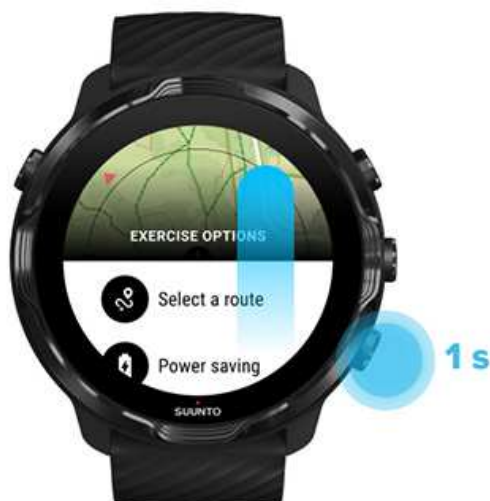 EXERCISE OPTIONS
Select a route
Power saving
SUUNTO
1 s